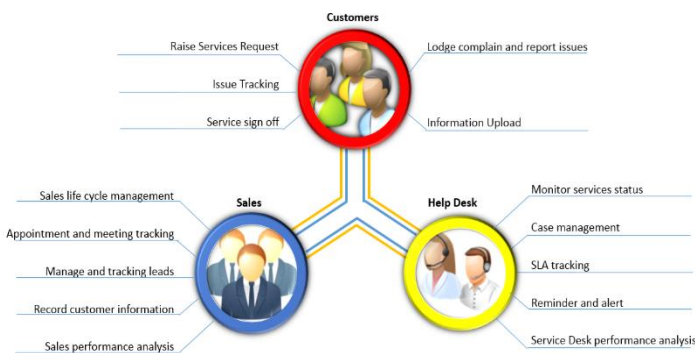 Customers
Raise Services Request
Issue Tracking
Service sign off
Lodge complain and report issues
Information Upload
Sales
Sales life cycle management
Appointment and meeting tracking
Manage and tracking leads
Record customer information
Sales performance analysis
Help Desk
Monitor services status
Case management
SLA tracking
Reminder and alert
Service Desk performance analysis